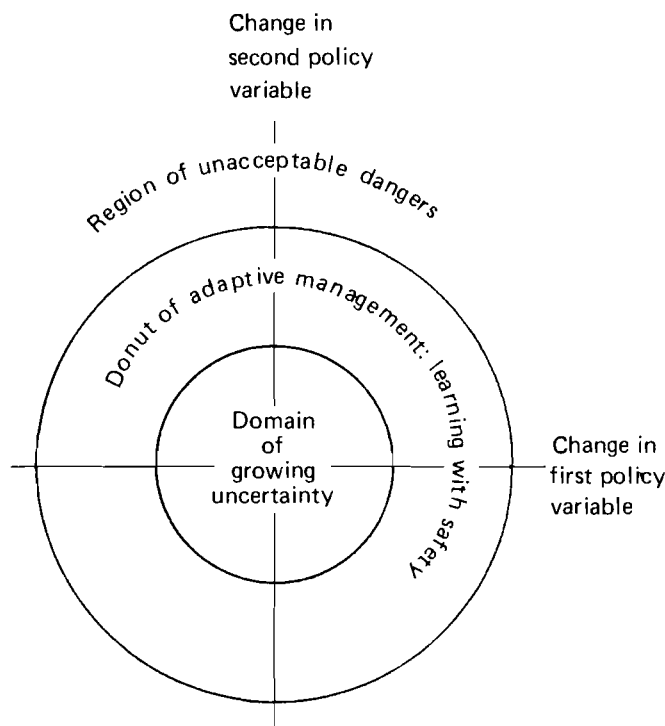 Change in
second policy
variable
Region of unacceptable dangers
Donut of adaptive management: learning with safety
Domain
of
growing
uncertainty
Change in
first policy
variable